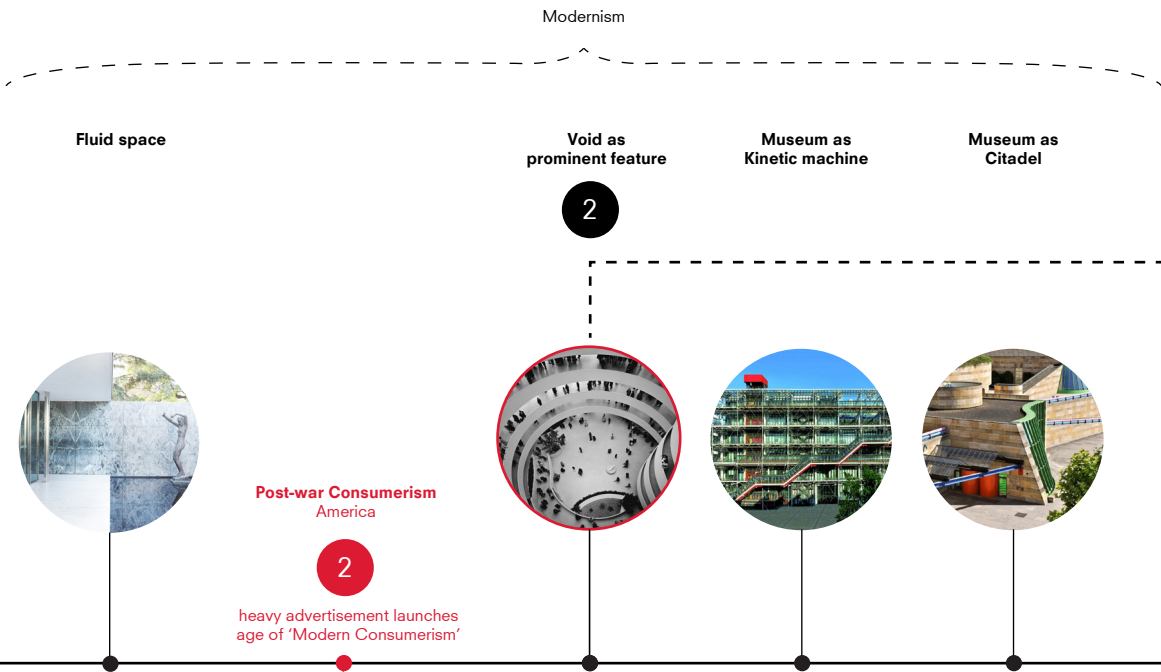 Modernism
Fluid space
Void as
prominent feature
2
Museum as
Kinetic machine
Museum as
Citadel
Post-war Consumerism
America
2
heavy advertisement launches
age of ‘Modern Consumerism’